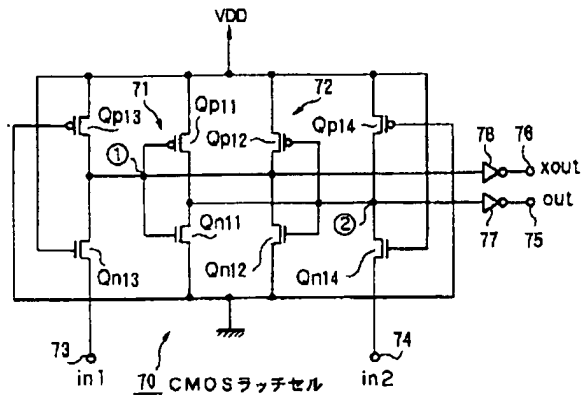 VDD
71
72
Qp13
Qp11
Qp12
Qp14
78
76
①
xout
out
②
77
75
Qn11
Qn13
Qn12
Qn14
73
74
in1
70 CMOSラッチセル
in2